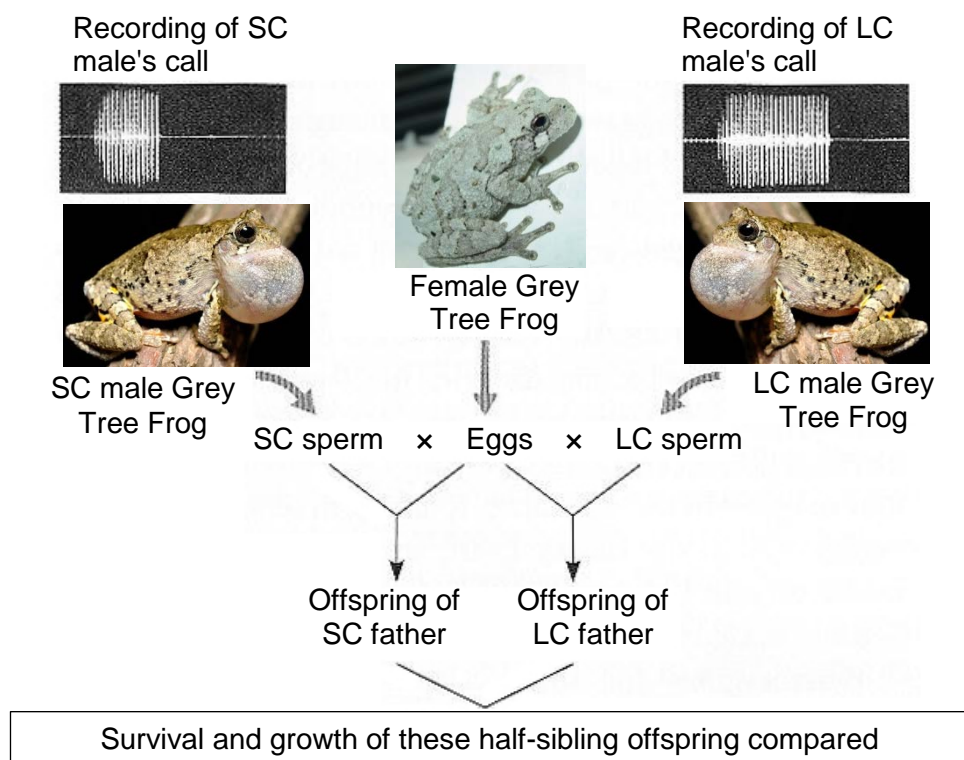 Recording of SC
male's call
Recording of LC
male's call
Female Grey
Tree Frog
SC male Grey
Tree Frog
LC male Grey
Tree Frog
SC sperm × Eggs × LC sperm
Offspring of
SC father
Offspring of
LC father
Survival and growth of these half-sibling offspring compared